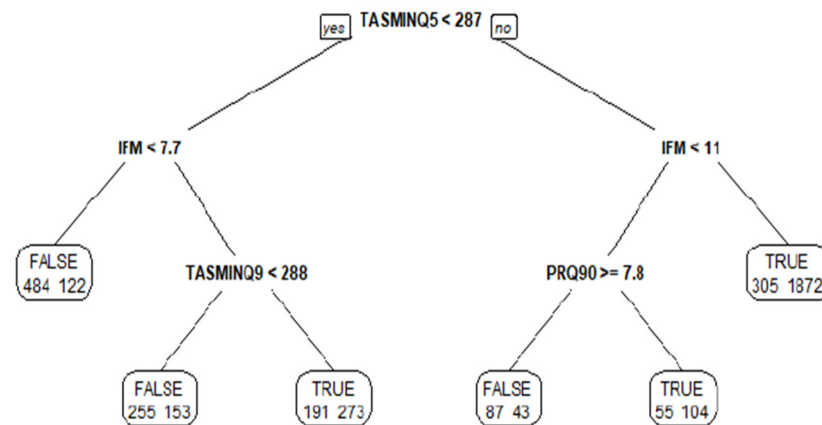 yes TASMINQ5 < 287 no
IFM < 7.7
IFM < 11
FALSE
484 122
TASMINQ9 < 288
PRQ90 >= 7.8
TRUE
305 1872
FALSE
255 153
TRUE
191 273
FALSE
87 43
TRUE
55 104